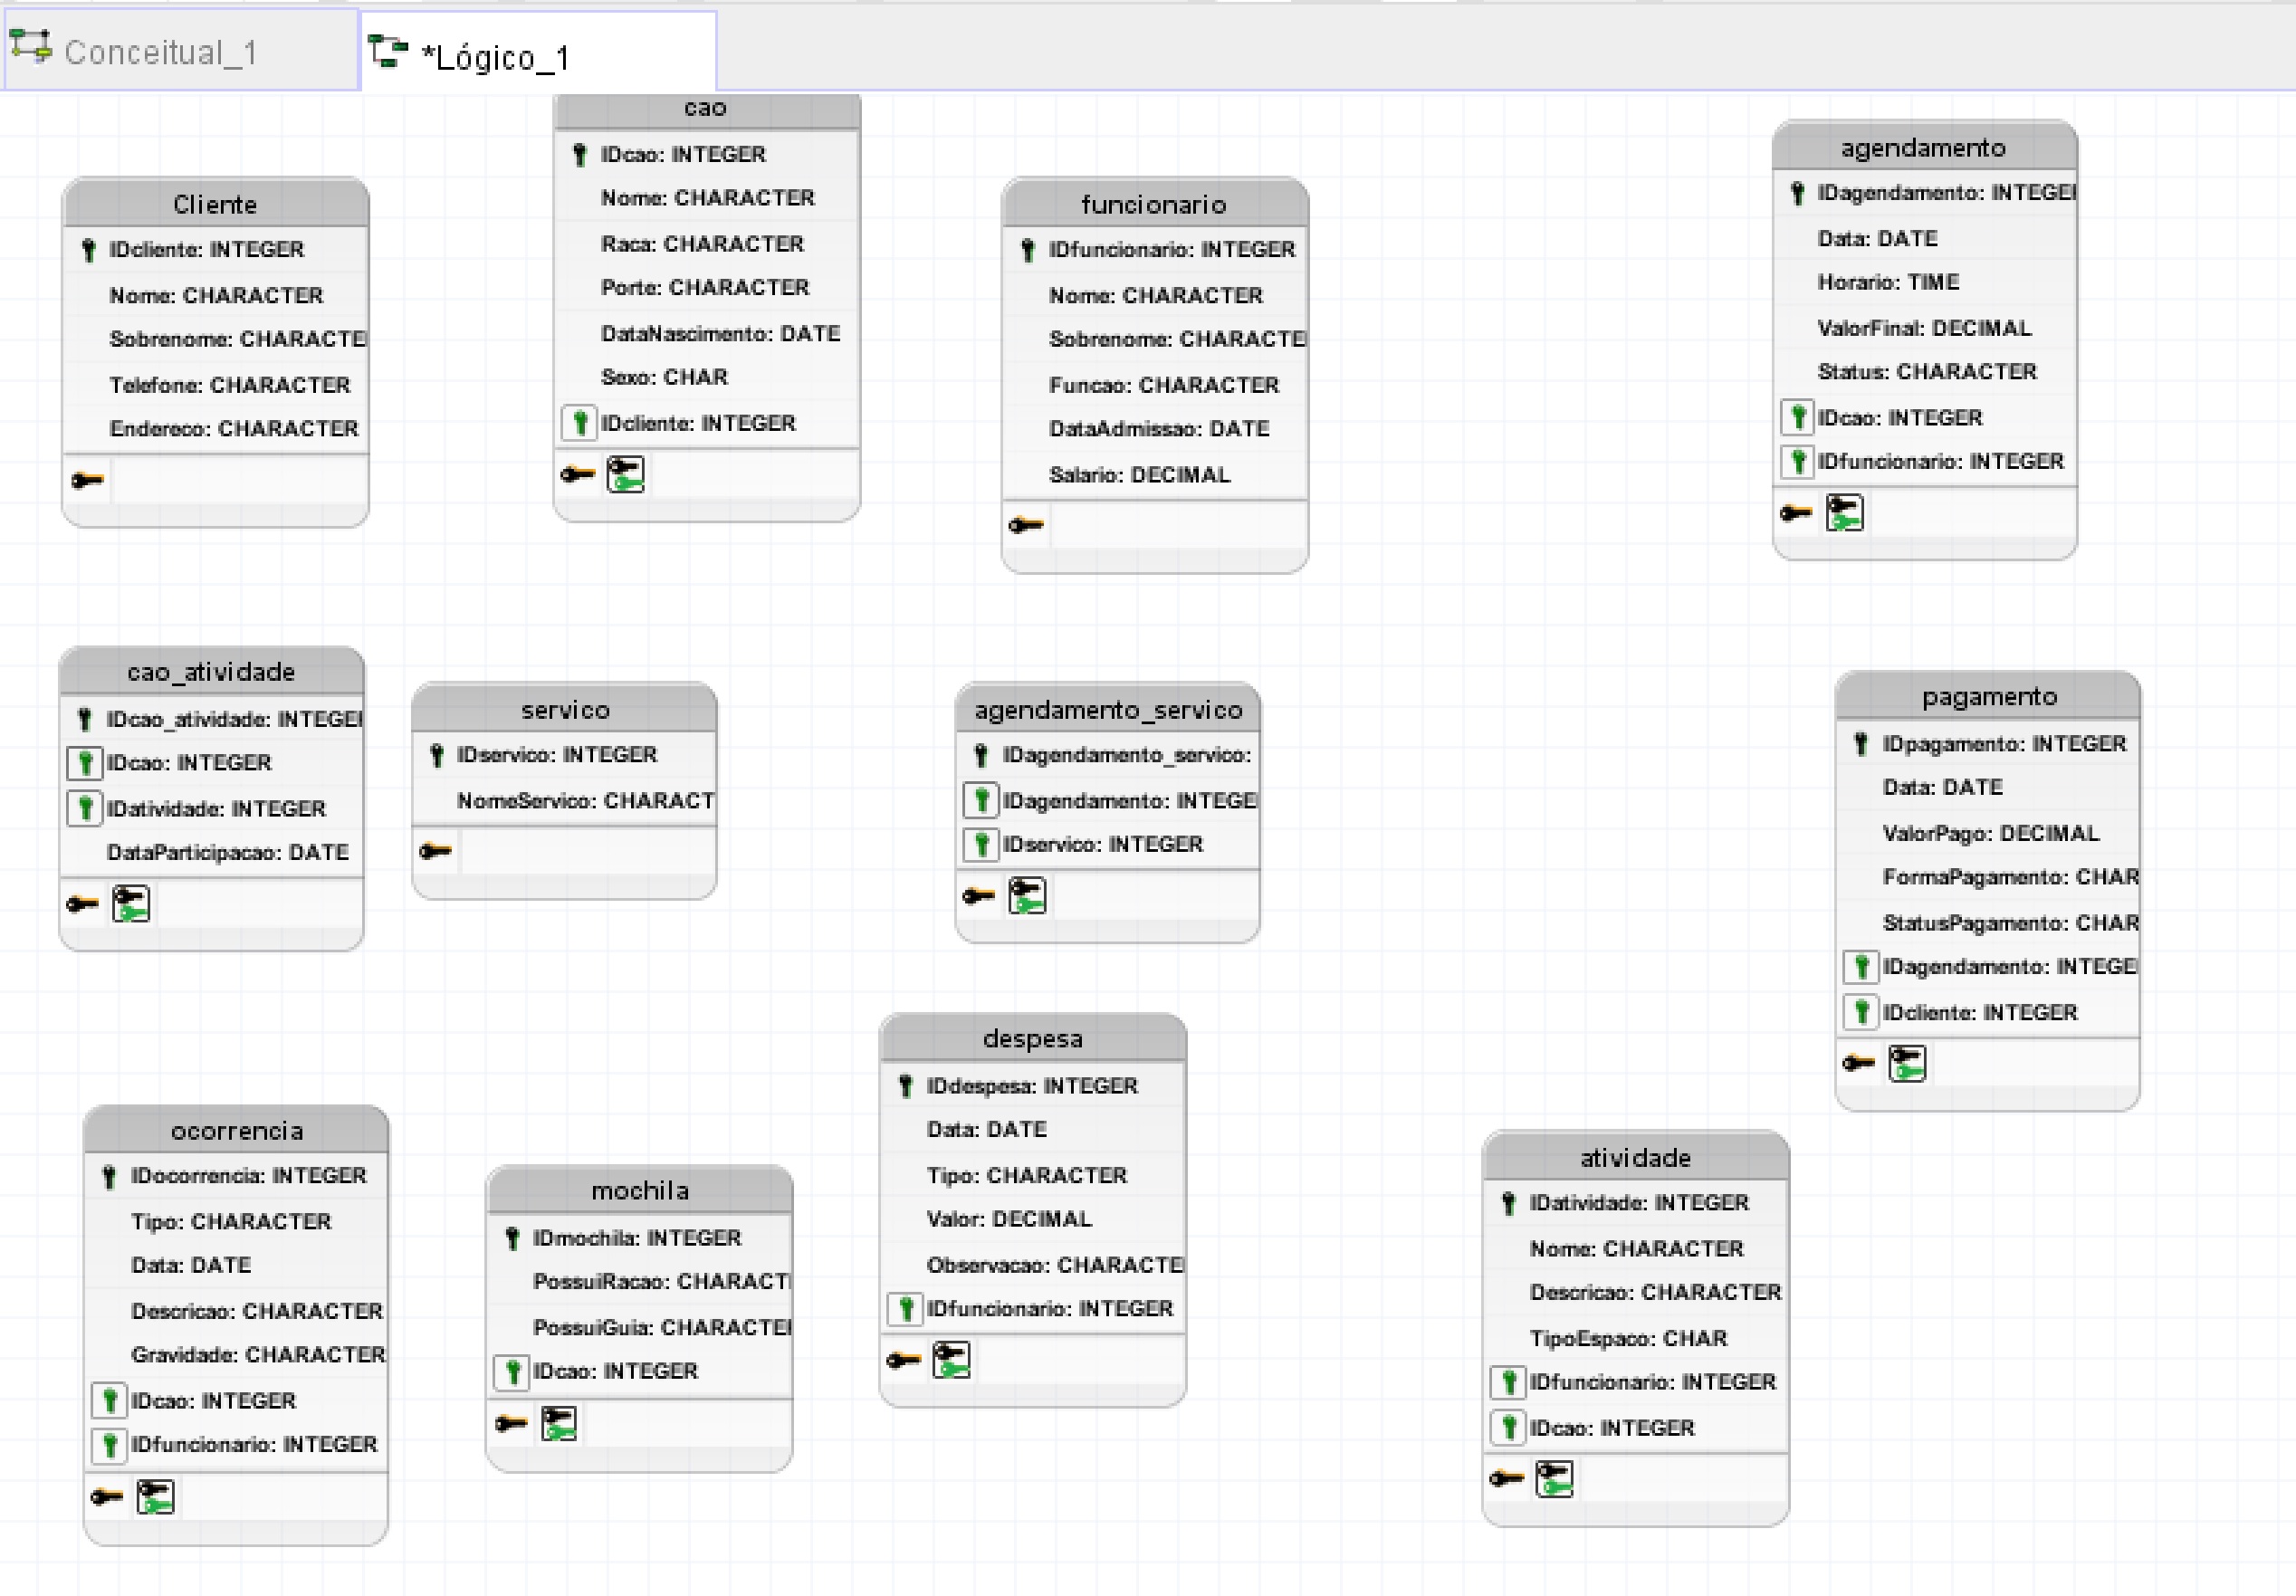 Conceitual_1
*Lógico_1
cao
IDcao: INTEGER
Nome: CHARACTER
Raca: CHARACTER
Porte: CHARACTER
DataNascimento: DATE
Sexo: CHAR
IDcliente: INTEGER
Cliente
IDcliente: INTEGER
Nome: CHARACTER
Sobrenome: CHARACTE
Telefone: CHARACTER
Endereco: CHARACTER
funcionario
IDfuncionario: INTEGER
Nome: CHARACTER
Sobrenome: CHARACTE
Funcao: CHARACTER
DataAdmissao: DATE
Salario: DECIMAL
agendamento
IDagendamento: INTEGE
Data: DATE
Horario: TIME
ValorFinal: DECIMAL
Status: CHARACTER
IDcao: INTEGER
IDfuncionario: INTEGER
cao_atividade
IDcao_atividade: INTEGE
IDcao: INTEGER
IDatividade: INTEGER
DataParticipacao: DATE
servico
IDservico: INTEGER
NomeServico: CHARACT
agendamento_servico
IDagendamento_servico:
IDagendamento: INTEGE
IDservico: INTEGER
pagamento
IDpagamento: INTEGER
Data: DATE
ValorPago: DECIMAL
FormaPagamento: CHAR
StatusPagamento: CHAR
IDagendamento: INTEGE
IDcliente: INTEGER
ocorrencia
IDocorrencia: INTEGER
Tipo: CHARACTER
Data: DATE
Descricao: CHARACTER
Gravidade: CHARACTER
IDcao: INTEGER
IDfuncionario: INTEGER
mochila
IDmochila: INTEGER
PossuiRacao: CHARACT
PossuiGuia: CHARACTE
IDcao: INTEGER
despesa
IDdespesa: INTEGER
Data: DATE
Tipo: CHARACTER
Valor: DECIMAL
Observacao: CHARACTE
IDfuncionario: INTEGER
atividade
IDatividade: INTEGER
Nome: CHARACTER
Descricao: CHARACTER
TipoEspaco: CHAR
IDfuncionario: INTEGER
IDcao: INTEGER